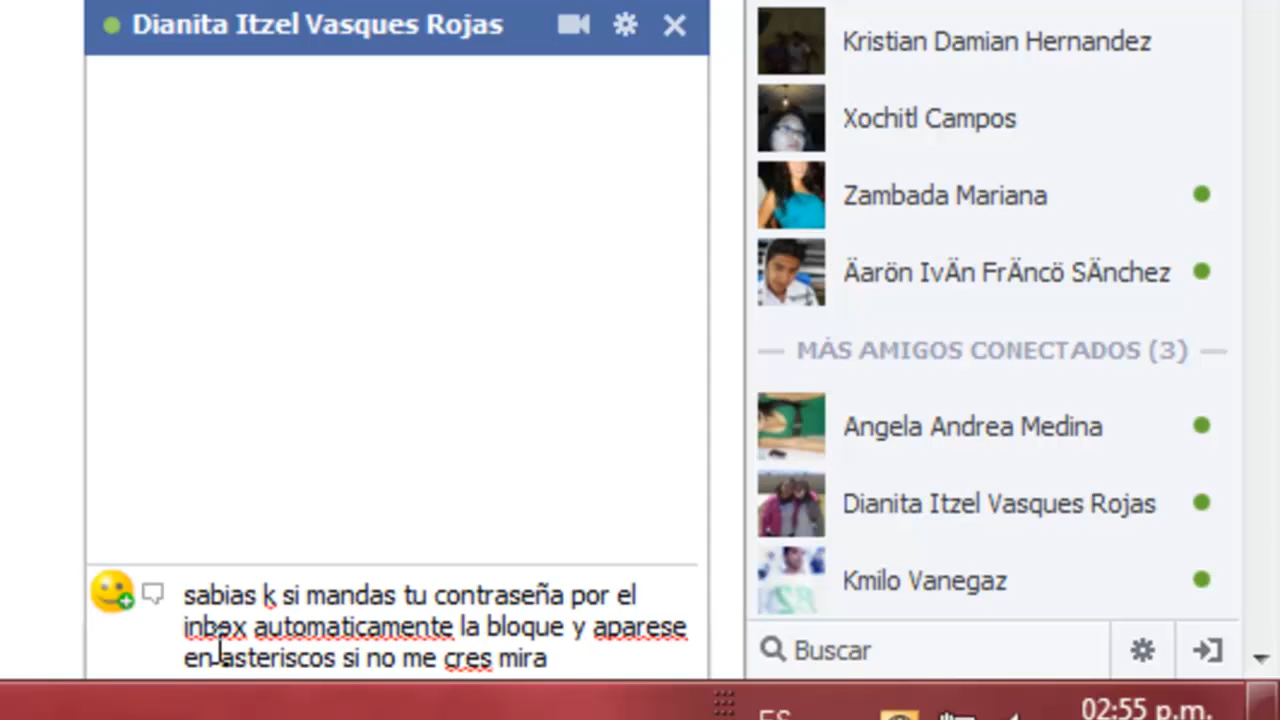 Dianita Itzel Vasques Rojas
sabias k si mandas tu contraseña por el
inbox automaticamente la bloque y aparese
en asteriscos si no me cres mira
Kristian Damian Hernandez
Xochitl Campos
Zambada Mariana
Äarön IvÄn FrÄncö SÄnchez
MÁS AMIGOS CONECTADOS (3)
Angela Andrea Medina
Dianita Itzel Vasques Rojas
Kmilo Vanegaz
Buscar
ES
02:55 p.m.